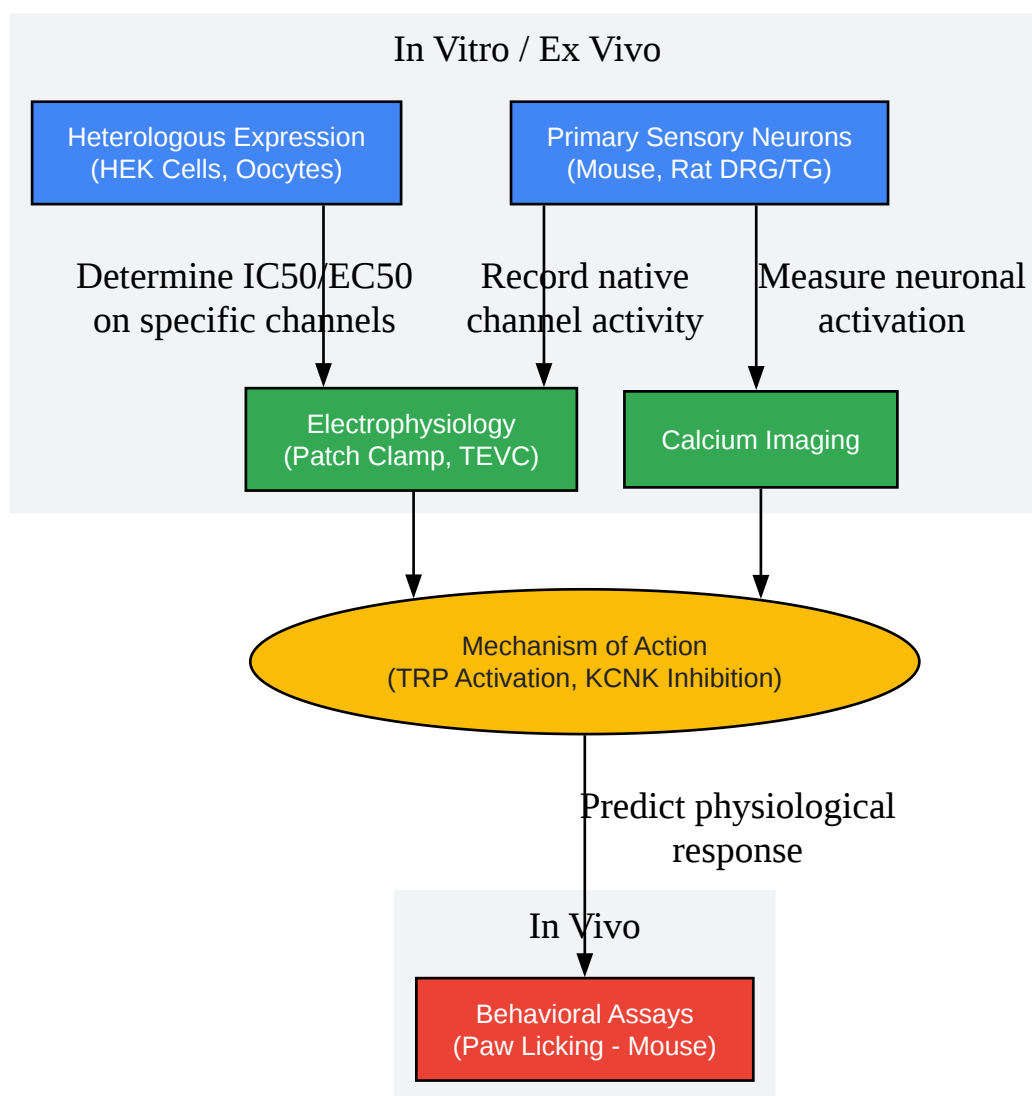 In Vitro / Ex Vivo
Heterologous Expression
(HEK Cells, Oocytes)
Primary Sensory Neurons
(Mouse, Rat DRG/TG)
Determine IC50/EC50
on specific channels
Record native
channel activity
Measure neuronal
activation
Electrophysiology
(Patch Clamp, TEVC)
Calcium Imaging
Mechanism of Action
(TRP Activation, KCNK Inhibition)
Predict physiological
response
In Vivo
Behavioral Assays
(Paw Licking - Mouse)